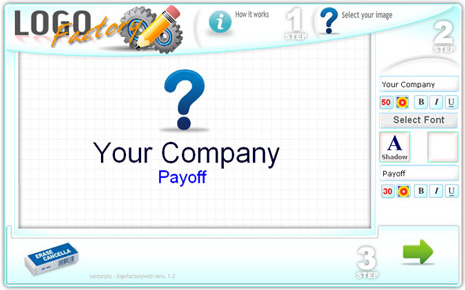 LOGO
Factory
How it works
1
STEP
Select your image
2
STEP
Your Company
Payoff
Your Company
50 B I U
Select Font
A
Shadow
Payoff
30 B I U
ERASE
CANCELLA
3
STEP